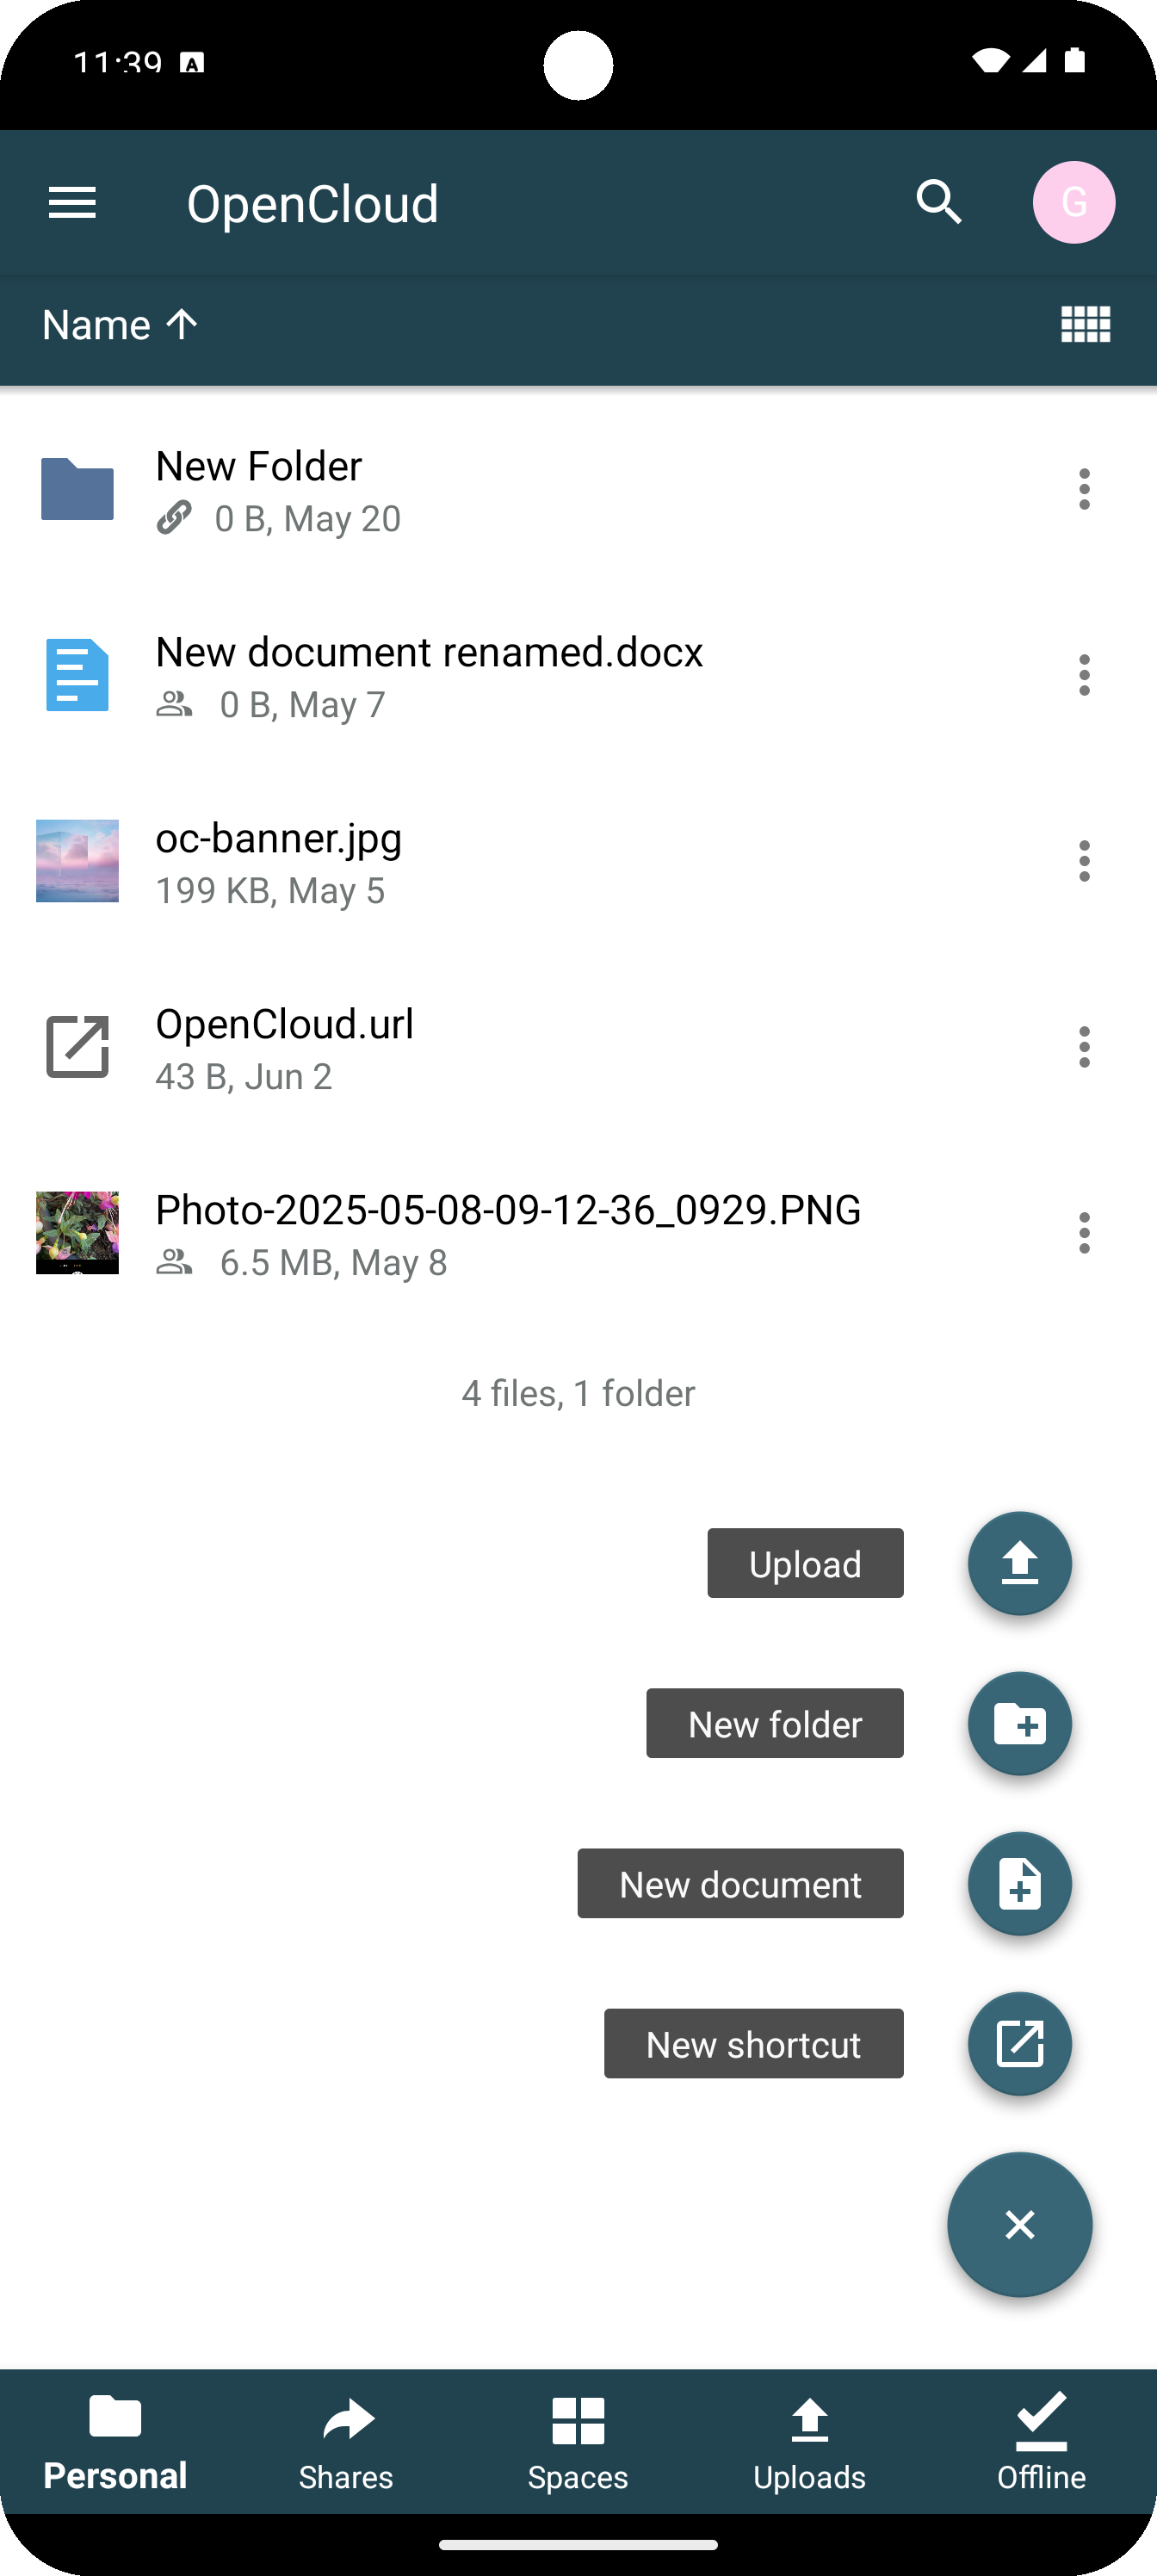 11:39
OpenCloud
G
Name
New Folder
0 B, May 20
New document renamed.docx
0 B, May 7
oc-banner.jpg
199 KB, May 5
OpenCloud.url
43 B, Jun 2
Photo-2025-05-08-09-12-36_0929.PNG
6.5 MB, May 8
4 files, 1 folder
Upload
New folder
New document
New shortcut
Personal
Shares
Spaces
Uploads
Offline